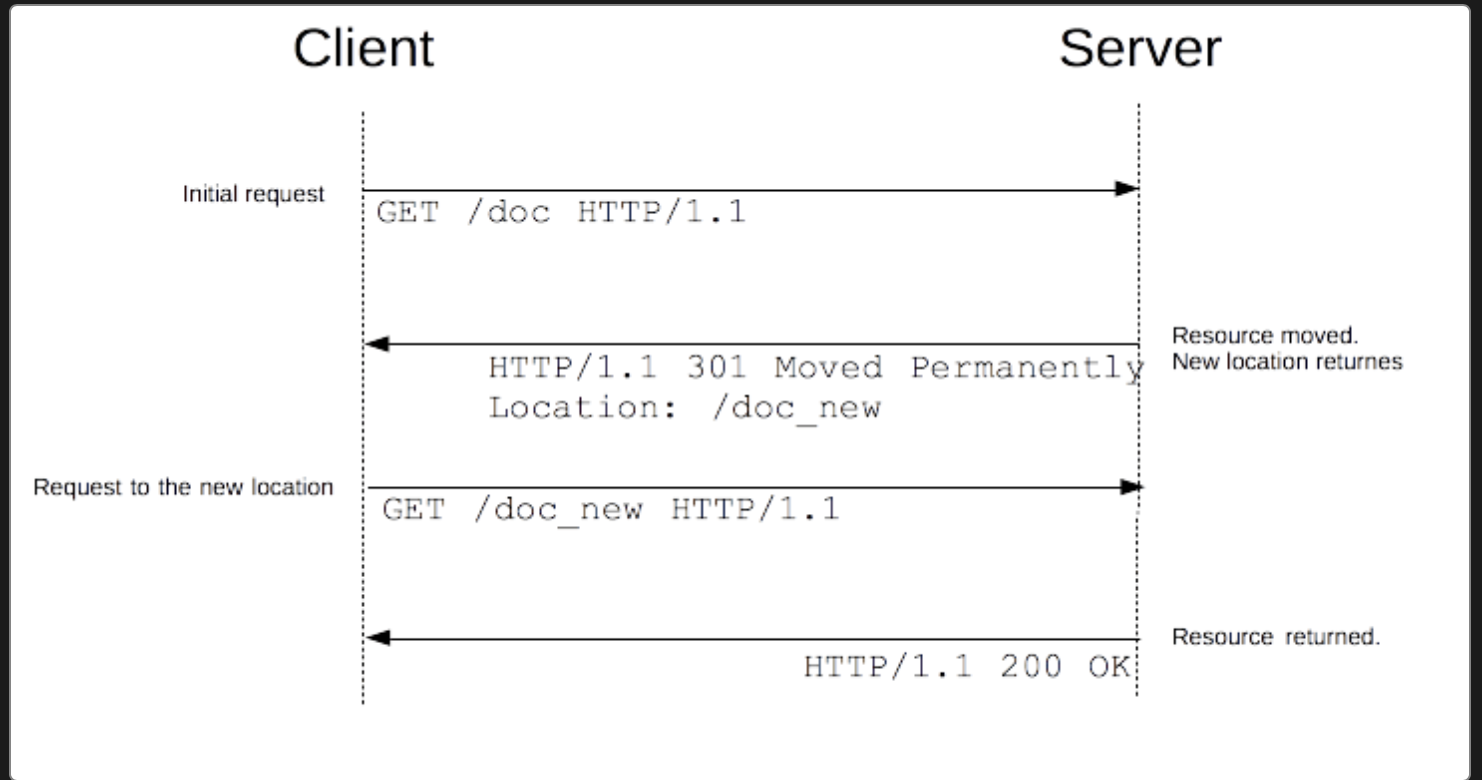 Client
Server
Initial request
GET /doc HTTP/1.1
Resource moved.
New location returnes
HTTP/1.1 301 Moved Permanently
Location: /doc_new
Request to the new location
GET /doc_new HTTP/1.1
Resource returned.
HTTP/1.1 200 OK